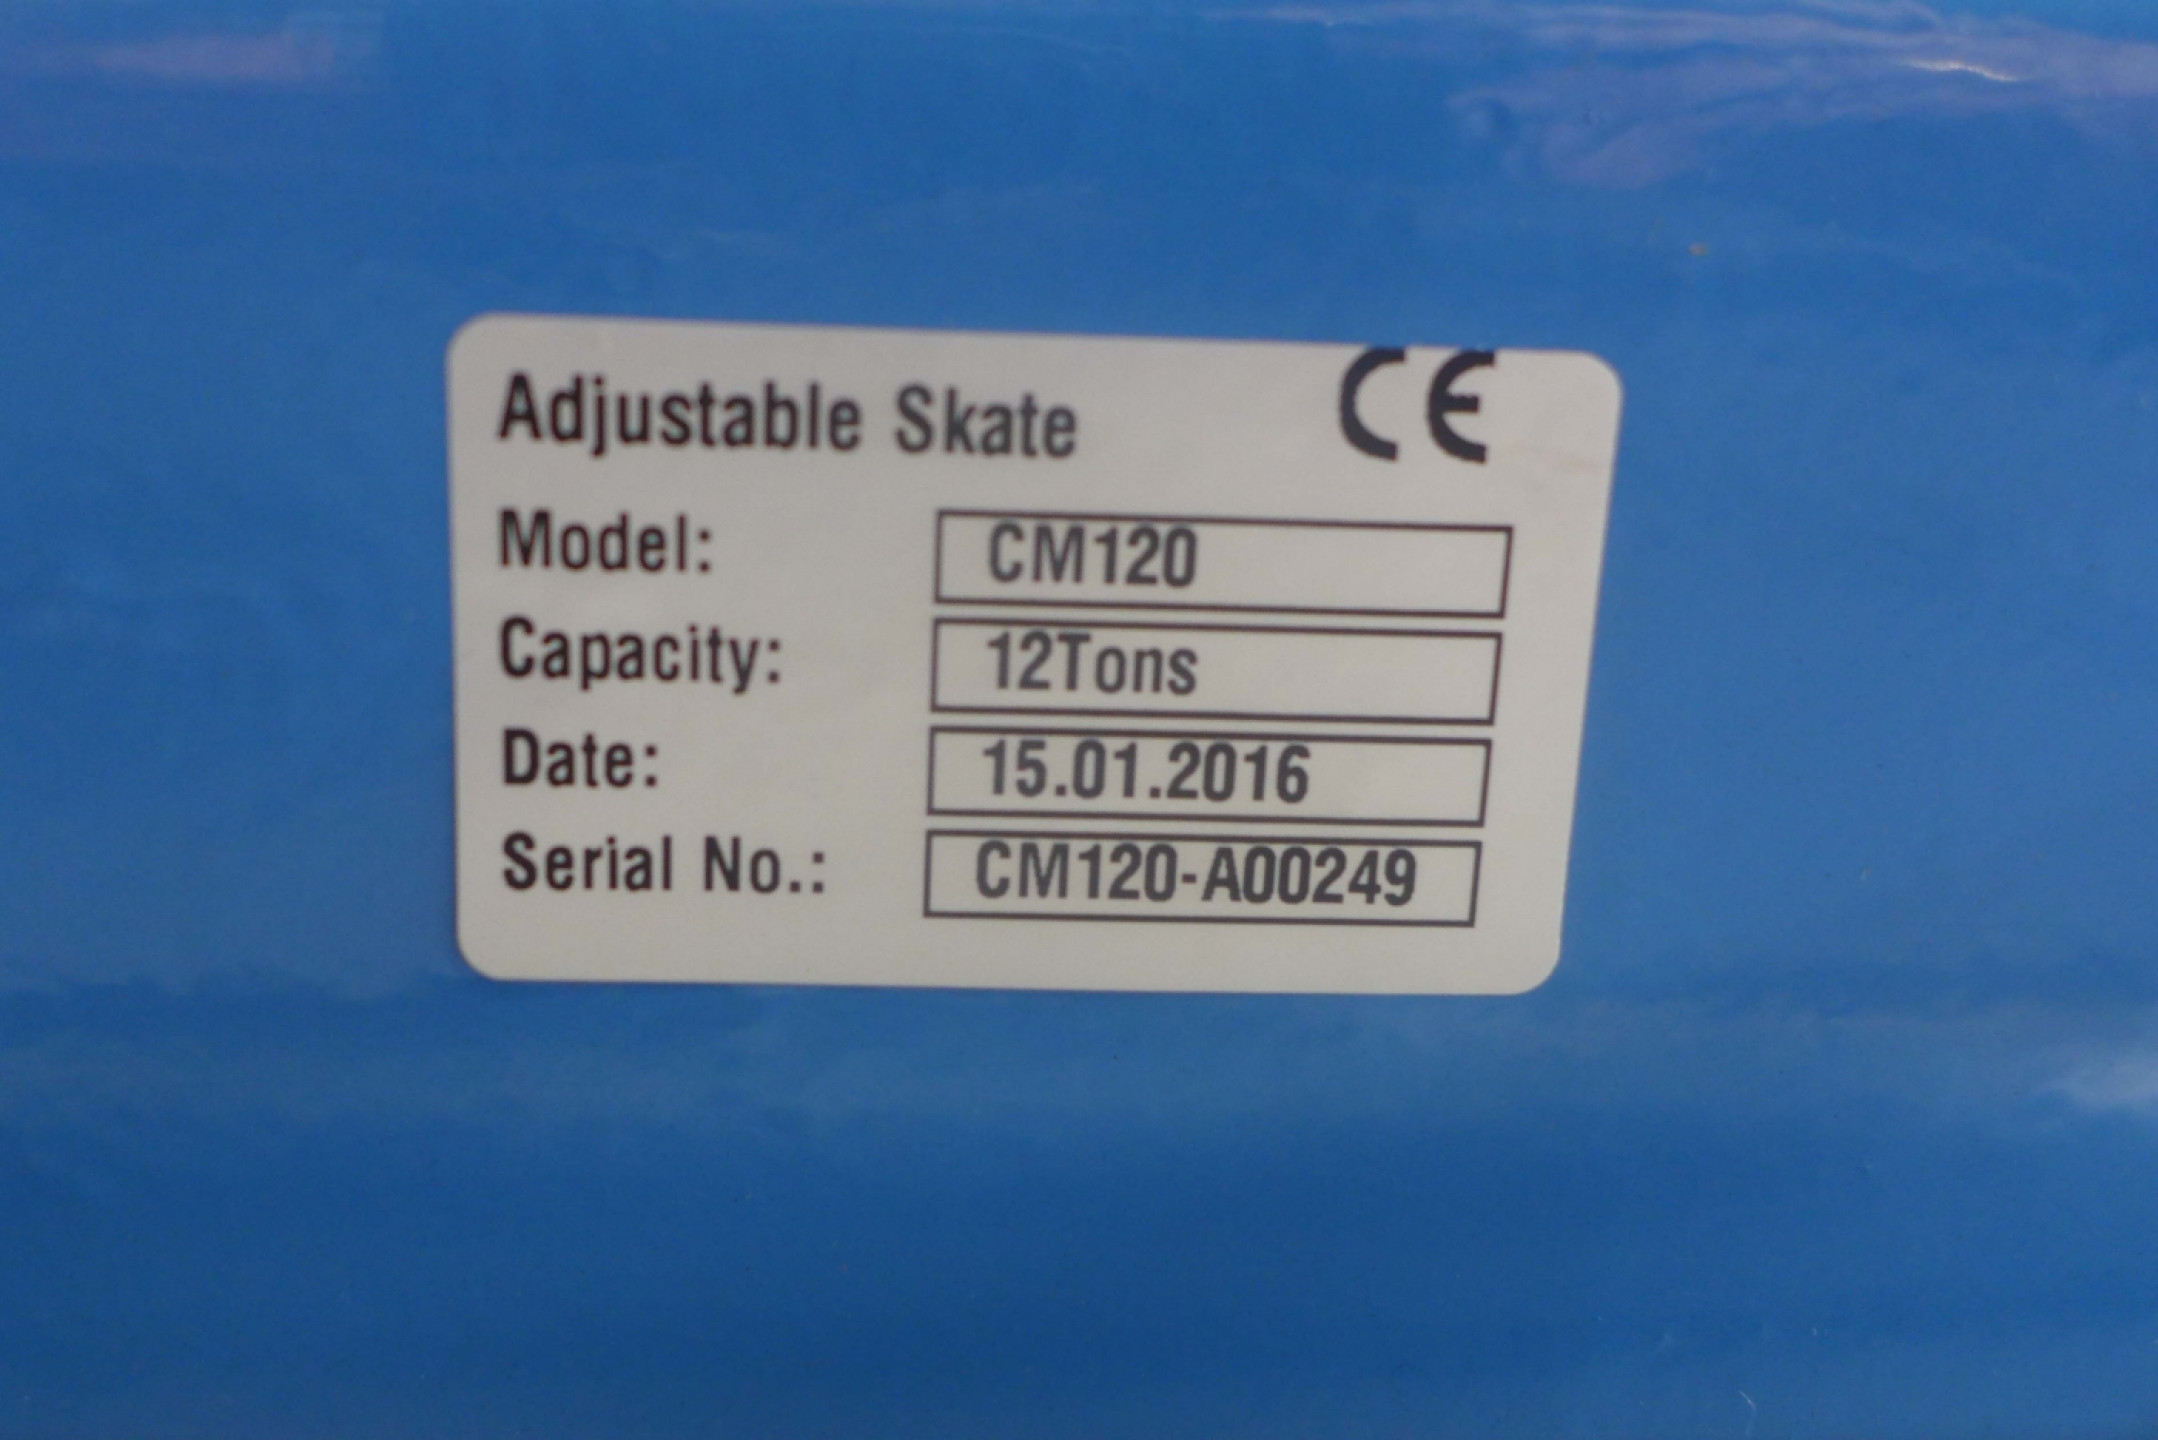 Adjustable Skate CE
Model: CM120
Capacity: 12Tons
Date: 15.01.2016
Serial No.: CM120-A00249